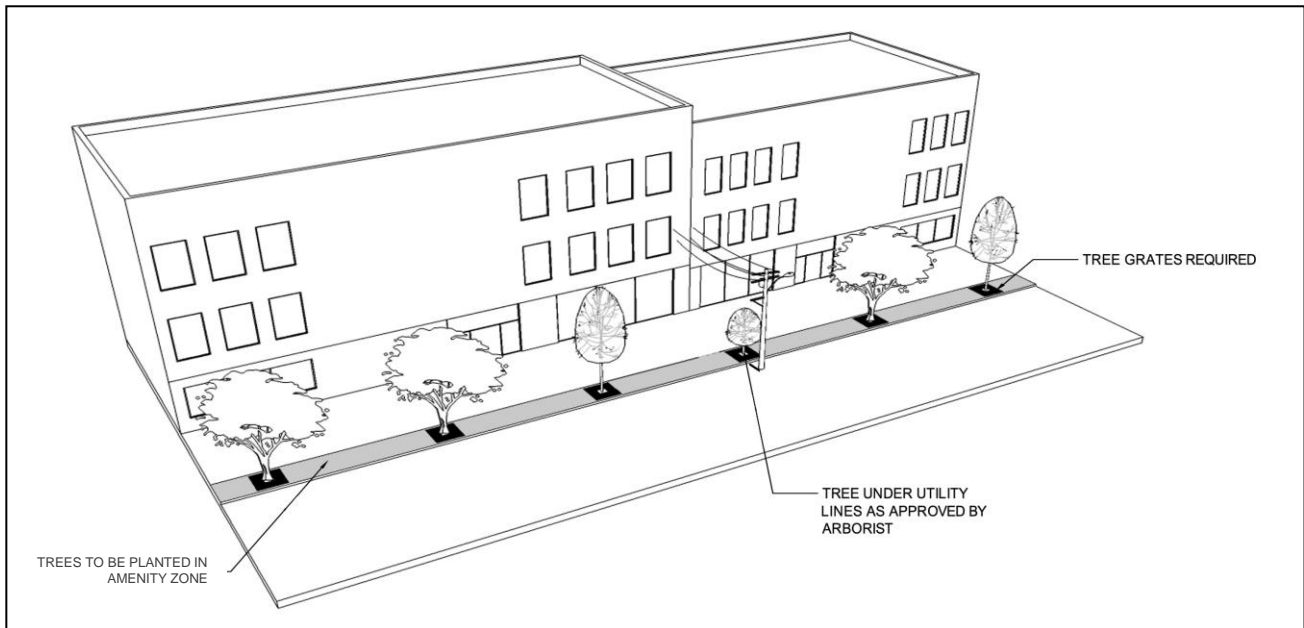 TREE GRATES REQUIRED
TREE UNDER UTILITY
LINES AS APPROVED BY
ARBORIST
TREES TO BE PLANTED IN
AMENITY ZONE